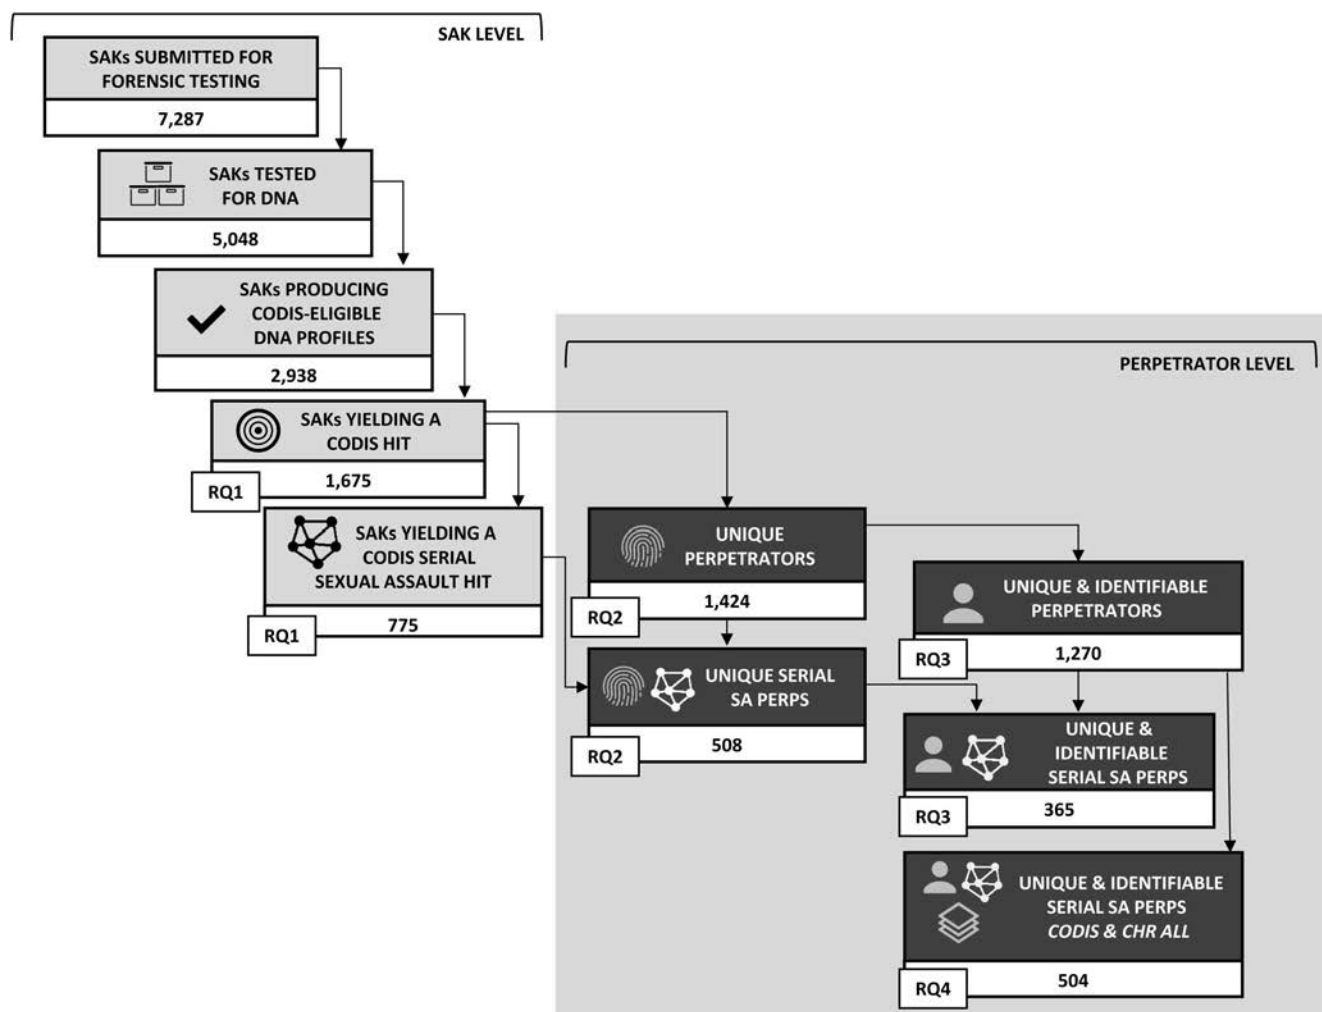 SAK LEVEL
SAKs SUBMITTED FOR
FORENSIC TESTING
7,287
SAKs TESTED
FOR DNA
5,048
SAKs PRODUCING
CODIS-ELIGIBLE
DNA PROFILES
2,938
SAKs YIELDING A
CODIS HIT
1,675
RQ1
SAKs YIELDING A
CODIS SERIAL
SEXUAL ASSAULT HIT
775
RQ1
PERPETRATOR LEVEL
UNIQUE
PERPETRATORS
1,424
RQ2
UNIQUE SERIAL
SA PERPS
508
RQ2
UNIQUE & IDENTIFIABLE
PERPETRATORS
1,270
RQ3
UNIQUE &
IDENTIFIABLE
SERIAL SA PERPS
365
RQ3
UNIQUE & IDENTIFIABLE
SERIAL SA PERPS
CODIS & CHR ALL
504
RQ4